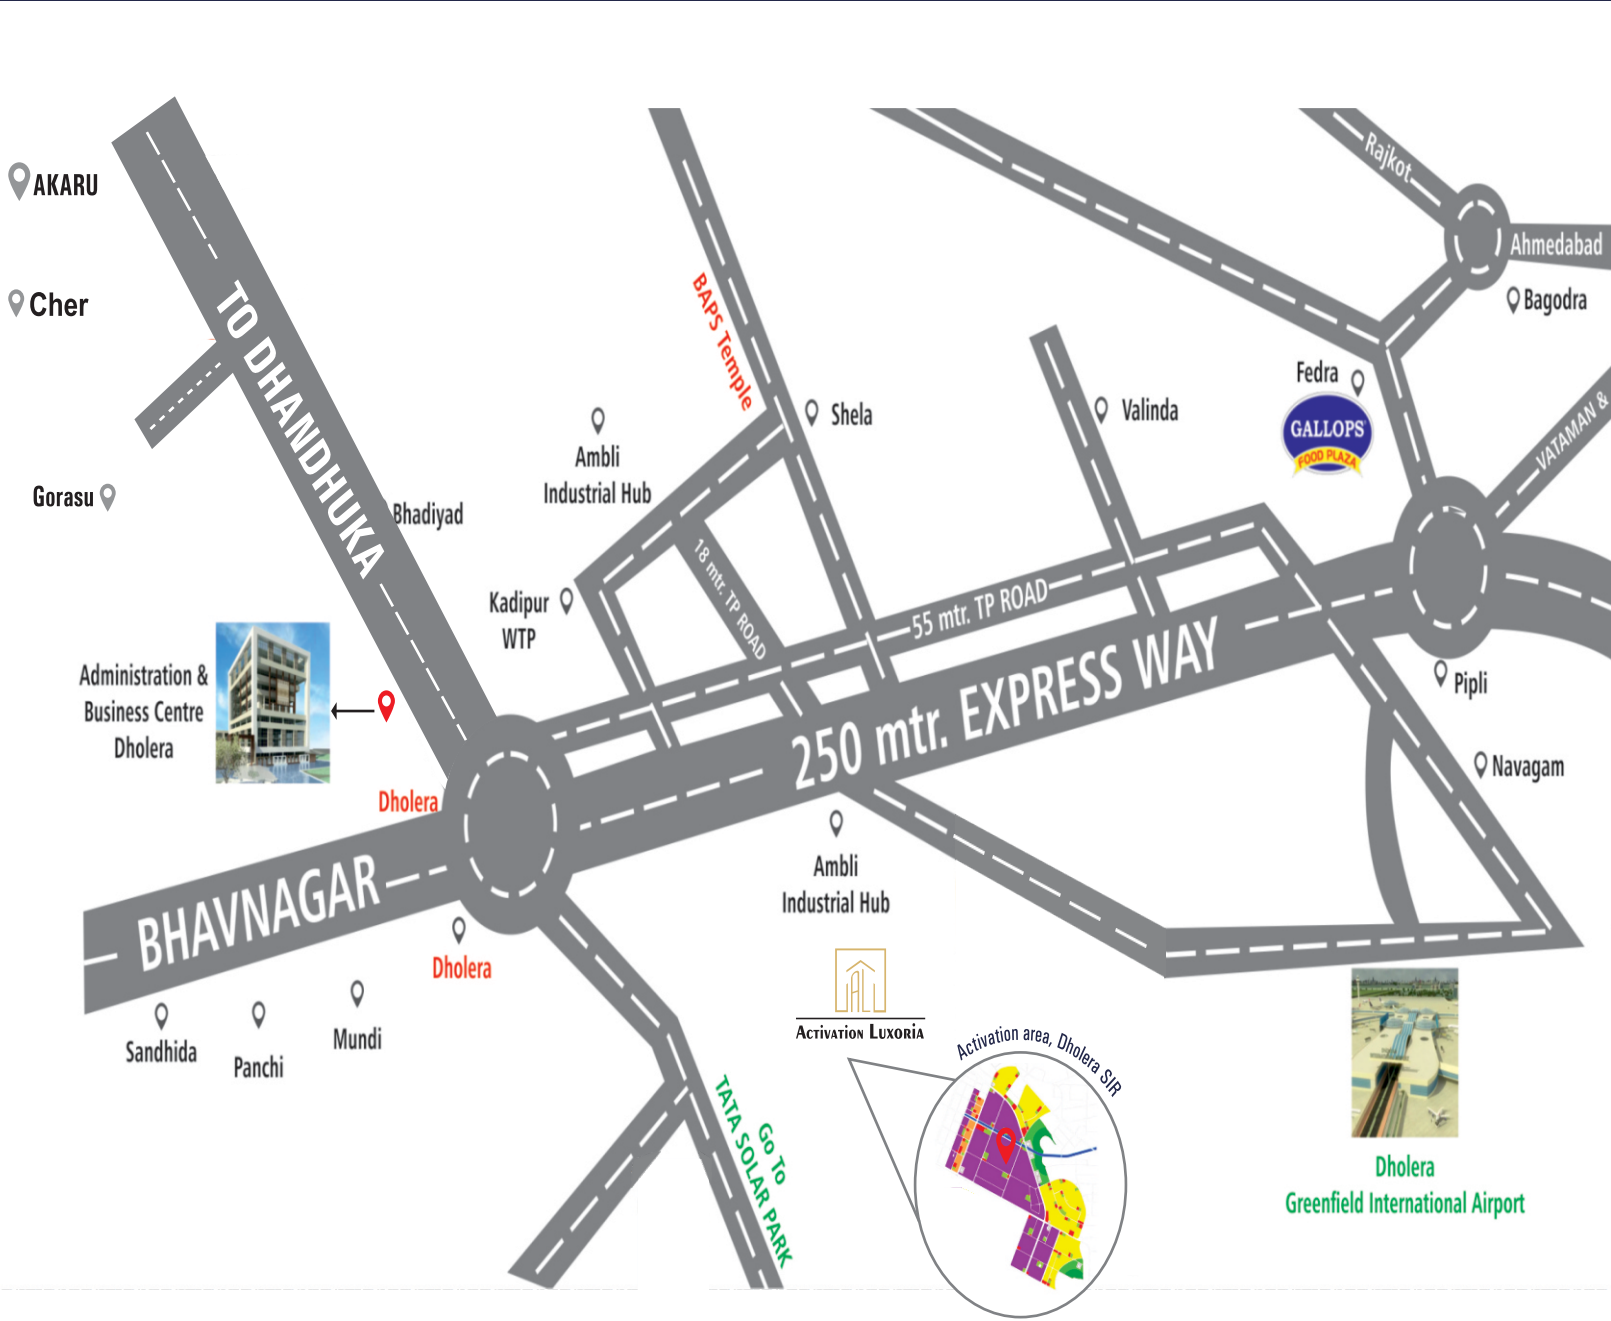 Rajkot
AKARU
Ahmedabad
Bagodra
Cher
TO DHANDHUKA
BAPS Temple
Fedra
GALLOPS
FOOD PLAZA
VATAMAN &
Shela
Valinda
Ambli
Industrial Hub
Gorasu
Bhadiyad
18 mtr. TP ROAD
Kadipur
WTP
55 mtr. TP ROAD
250 mtr. EXPRESS WAY
Administration &
Business Centre
Dholera
Pipli
Navagam
Dholera
BHAVNAGAR
Ambli
Industrial Hub
Dholera
Sandhida
Panchi
Mundi
ACTIVATION LUXORIA
Activation area, Dholera SIR
Go To
TATA SOLAR PARK
Dholera
Greenfield International Airport